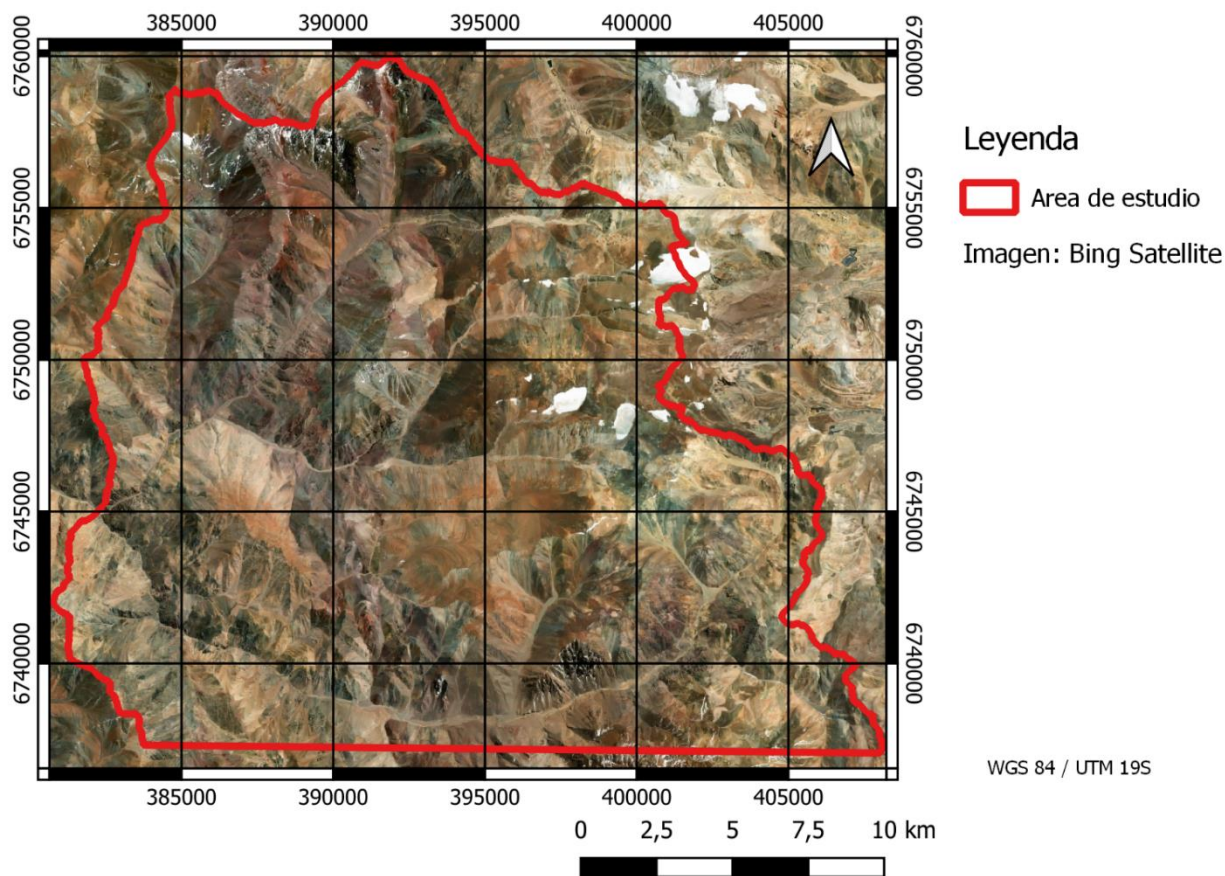 385000 390000 395000 400000 405000
6760000 6760000
6755000 6755000
6750000 6750000
6745000 6745000
6740000 6740000
385000 390000 395000 400000 405000
Leyenda
Area de estudio
Imagen: Bing Satellite
WGS 84 / UTM 19S
0 2,5 5 7,5 10 km